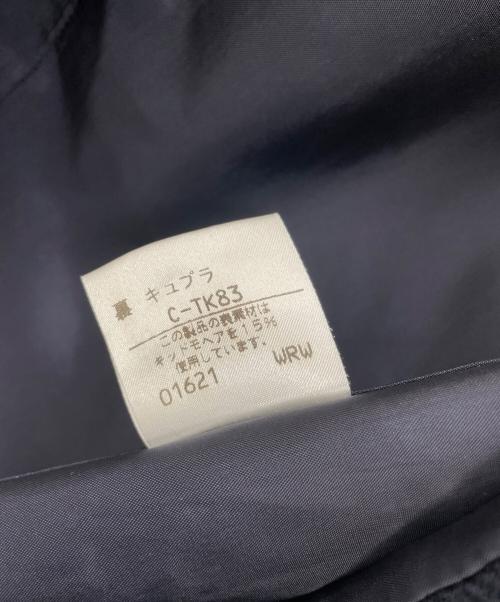 裏 キュプラ
C-TK83
この製品の表素材は
キッドモヘアを15%
使用しています。
01621 WRW